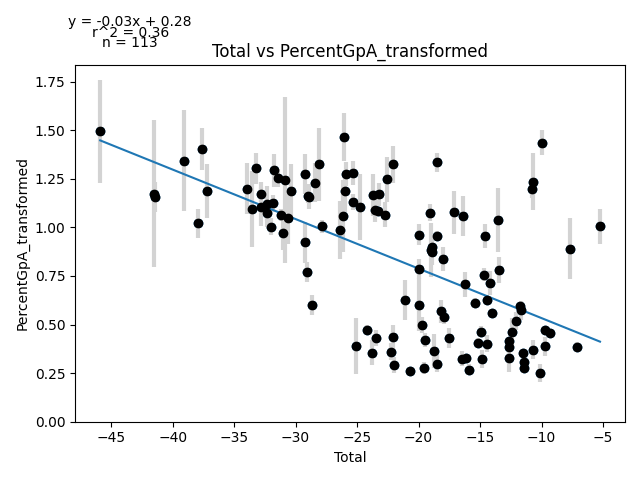 y = -0.03x + 0.28
r^2 = 0.36
n = 113
Total vs PercentGpA_transformed
PercentGpA_transformed
1.75
1.50
1.25
1.00
0.75
0.50
0.25
0.00
−45 −40 −35 −30 −25 −20 −15 −10 −5
Total